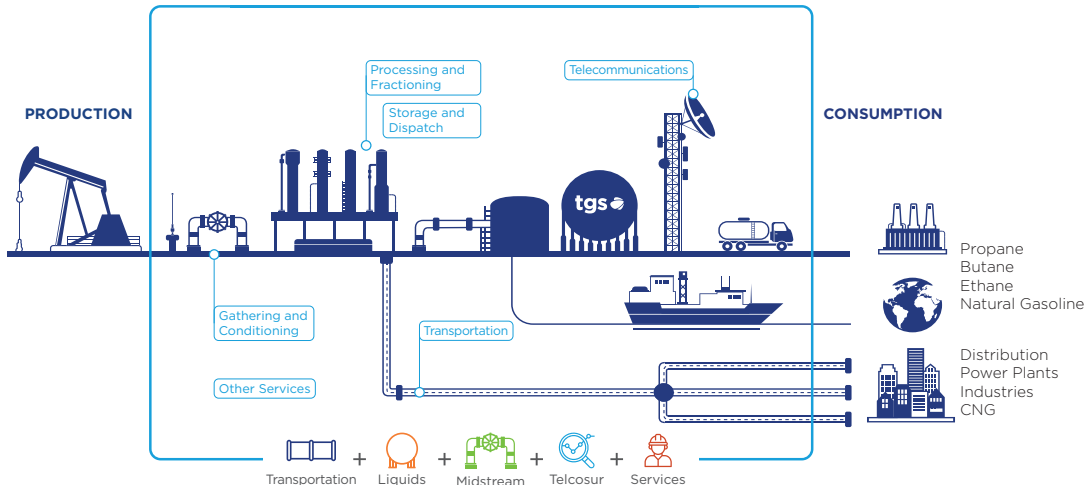 Processing and
Fractioning
Telecommunications
Storage and
Dispatch
PRODUCTION
CONSUMPTION
tgs
Propane
Butane
Ethane
Natural Gasoline
Gathering and
Conditioning
Transportation
Other Services
Distribution
Power Plants
Industries
CNG
Transportation + Liquids + Midstream + Telcosur + Services